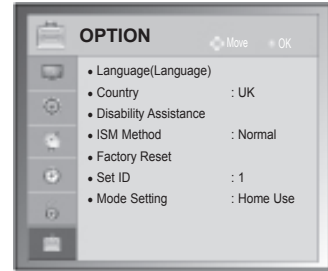 OPTION
Move OK
• Language(Language)
• Country : UK
• Disability Assistance
• ISM Method : Normal
• Factory Reset
• Set ID : 1
• Mode Setting : Home Use